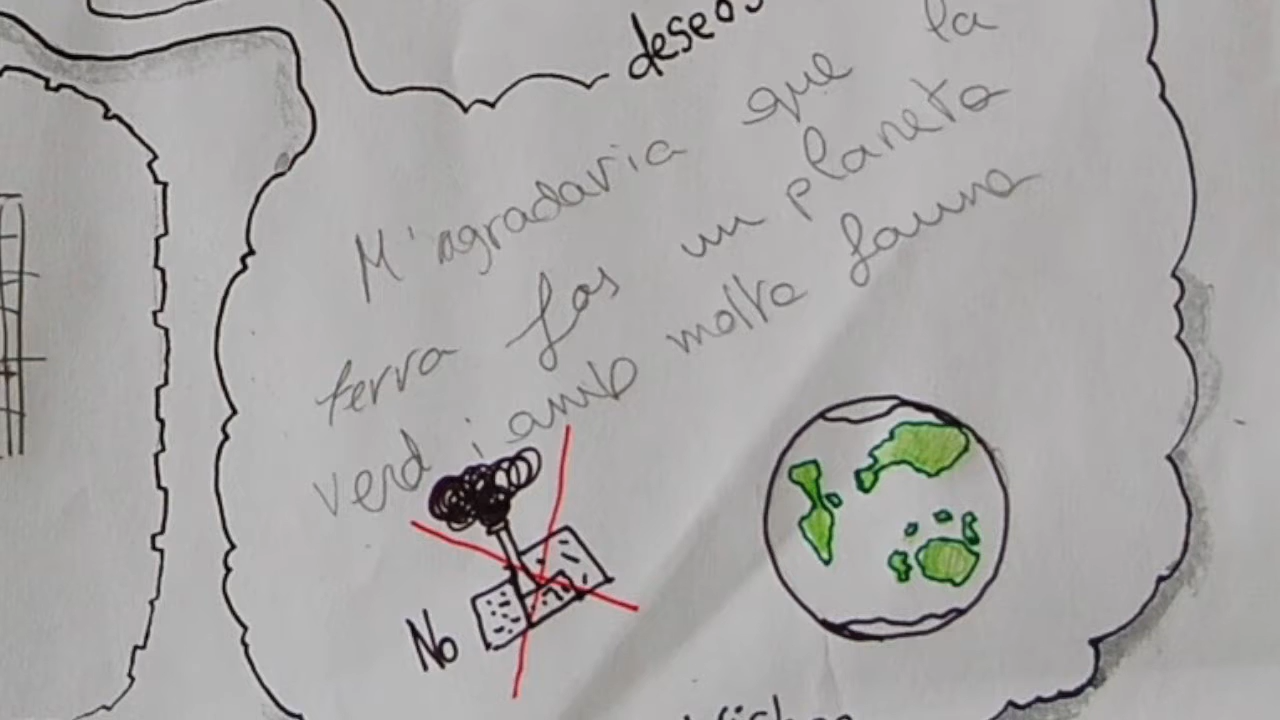 deseos
M'agradaria que la
terra fos un planeta
verd i amb molta fauna
No